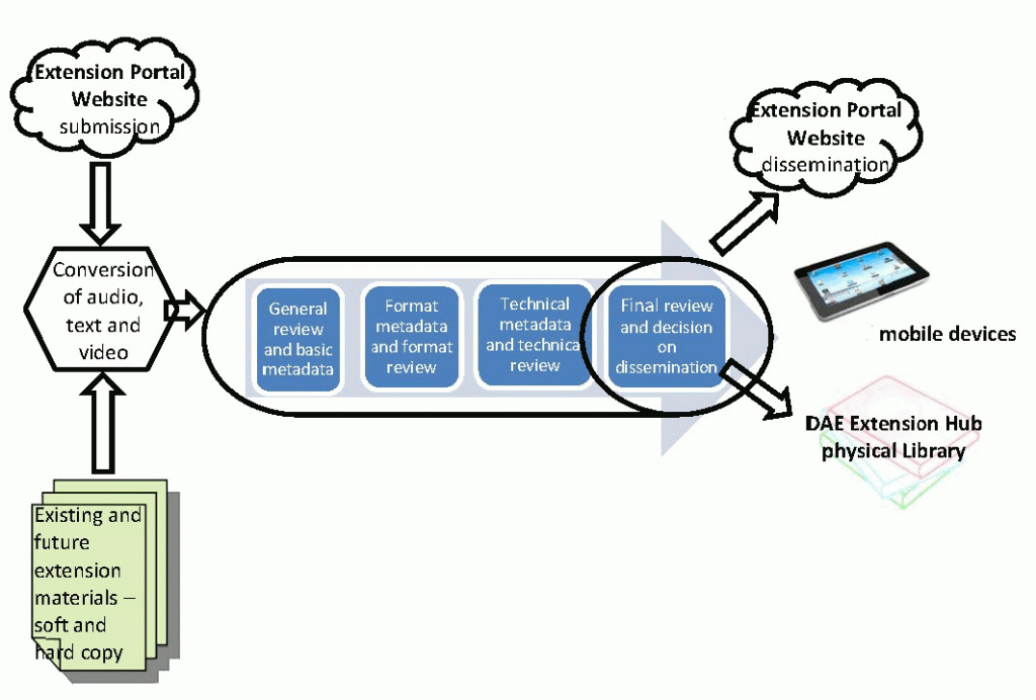 Extension Portal
Website
submission
Extension Portal
Website
dissemination
Conversion
of audio,
text and
video
General
review
and basic
metadata
Format
metadata
and format
review
Technical
metadata
and technica
review
Final review
and decision
on
dissemination
mobile devices
DAE Extension Hub
physical Library
Existing and
future
extension
materials –
soft and
hard copy